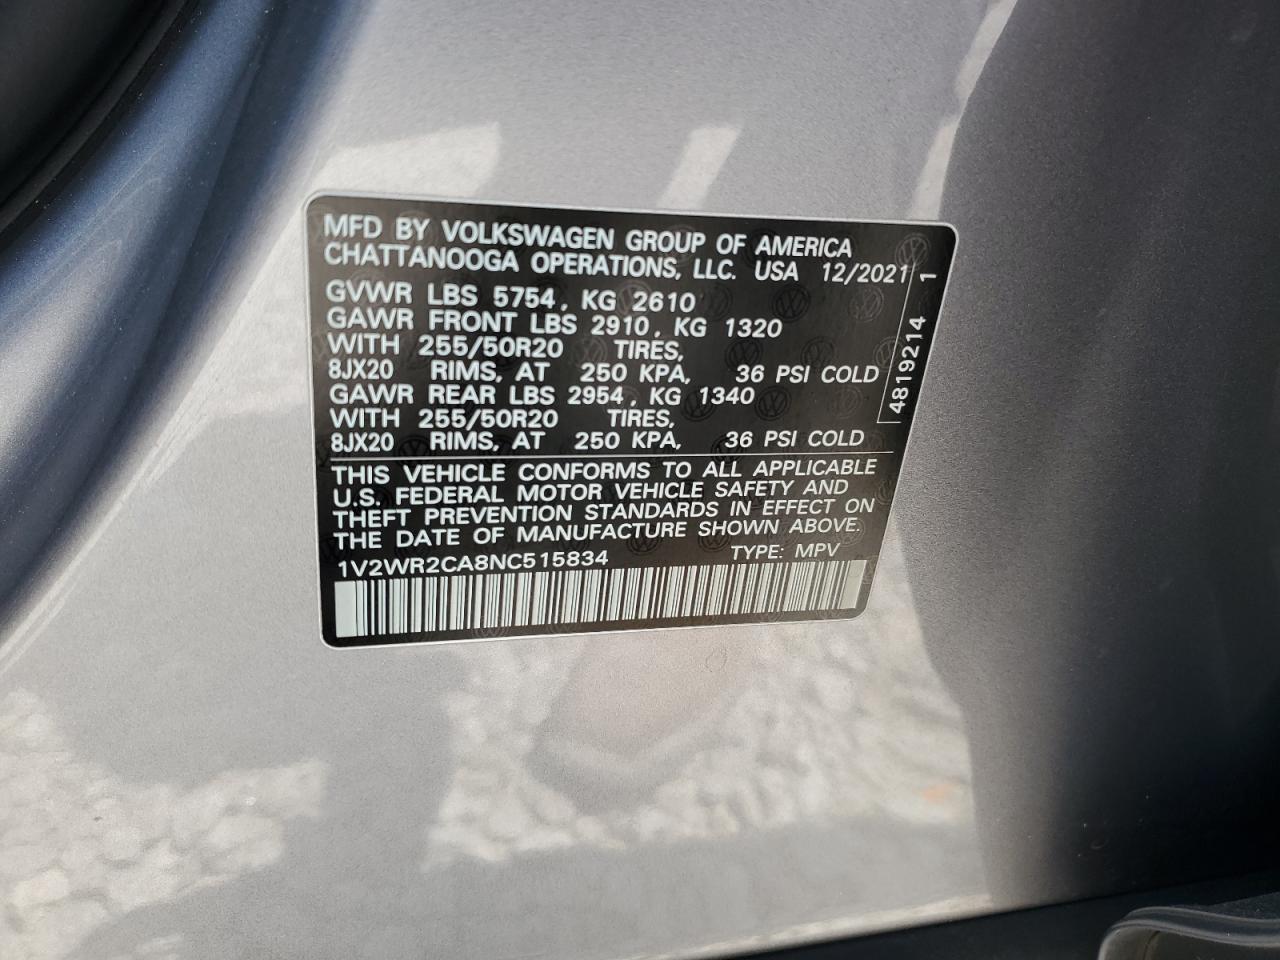 MFD BY VOLKSWAGEN GROUP OF AMERICA
CHATTANOOGA OPERATIONS, LLC. USA 12/2021
GVWR LBS 5754, KG 2610
GAWR FRONT LBS 2910, KG 1320
WITH 255/50R20 TIRES,
8JX20 RIMS, AT 250 KPA, 36 PSI COLD
GAWR REAR LBS 2954, KG 1340
WITH 255/50R20 TIRES,
8JX20 RIMS, AT 250 KPA, 36 PSI COLD
4819214 1
THIS VEHICLE CONFORMS TO ALL APPLICABLE
U.S. FEDERAL MOTOR VEHICLE SAFETY AND
THEFT PREVENTION STANDARDS IN EFFECT ON
THE DATE OF MANUFACTURE SHOWN ABOVE.
1V2WR2CA8NC515834 TYPE: MPV